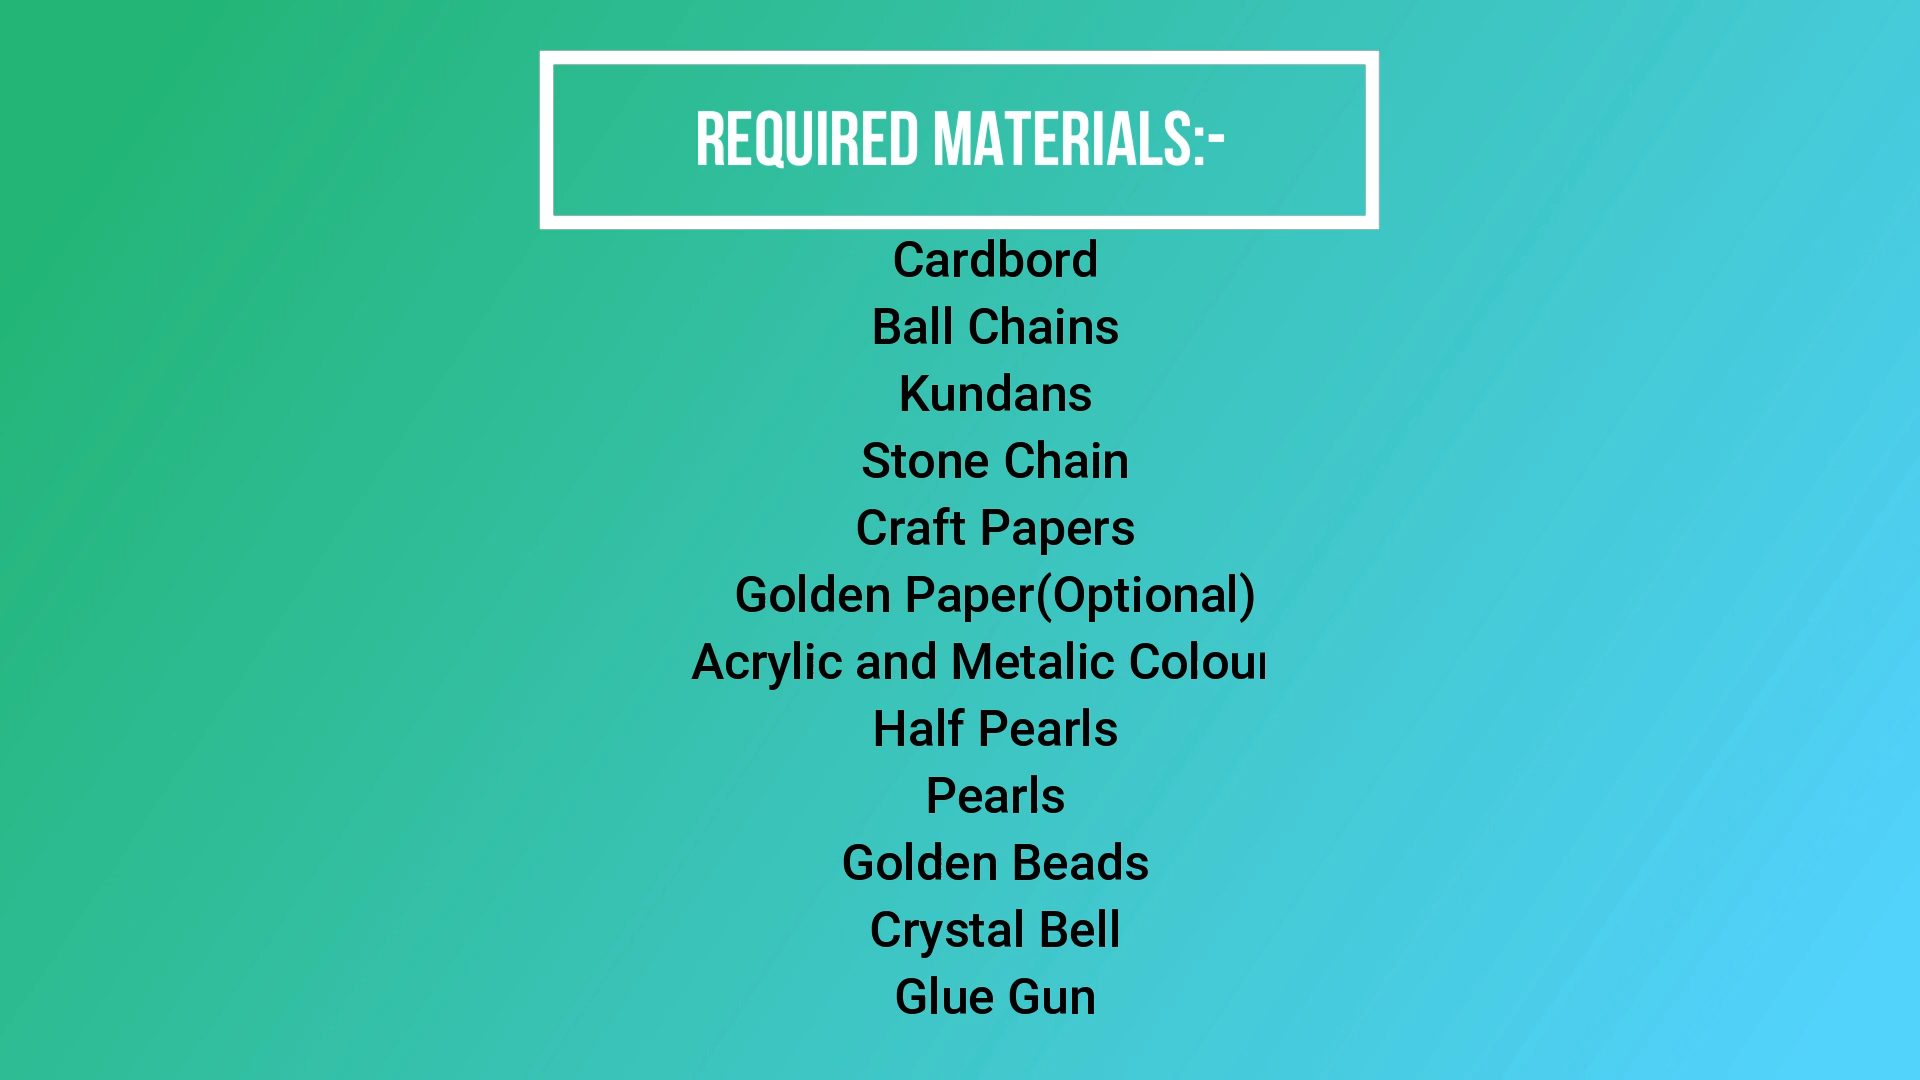 REQUIRED MATERIALS:-
Cardbord
Ball Chains
Kundans
Stone Chain
Craft Papers
Golden Paper(Optional)
Acrylic and Metalic Colour
Half Pearls
Pearls
Golden Beads
Crystal Bell
Glue Gun